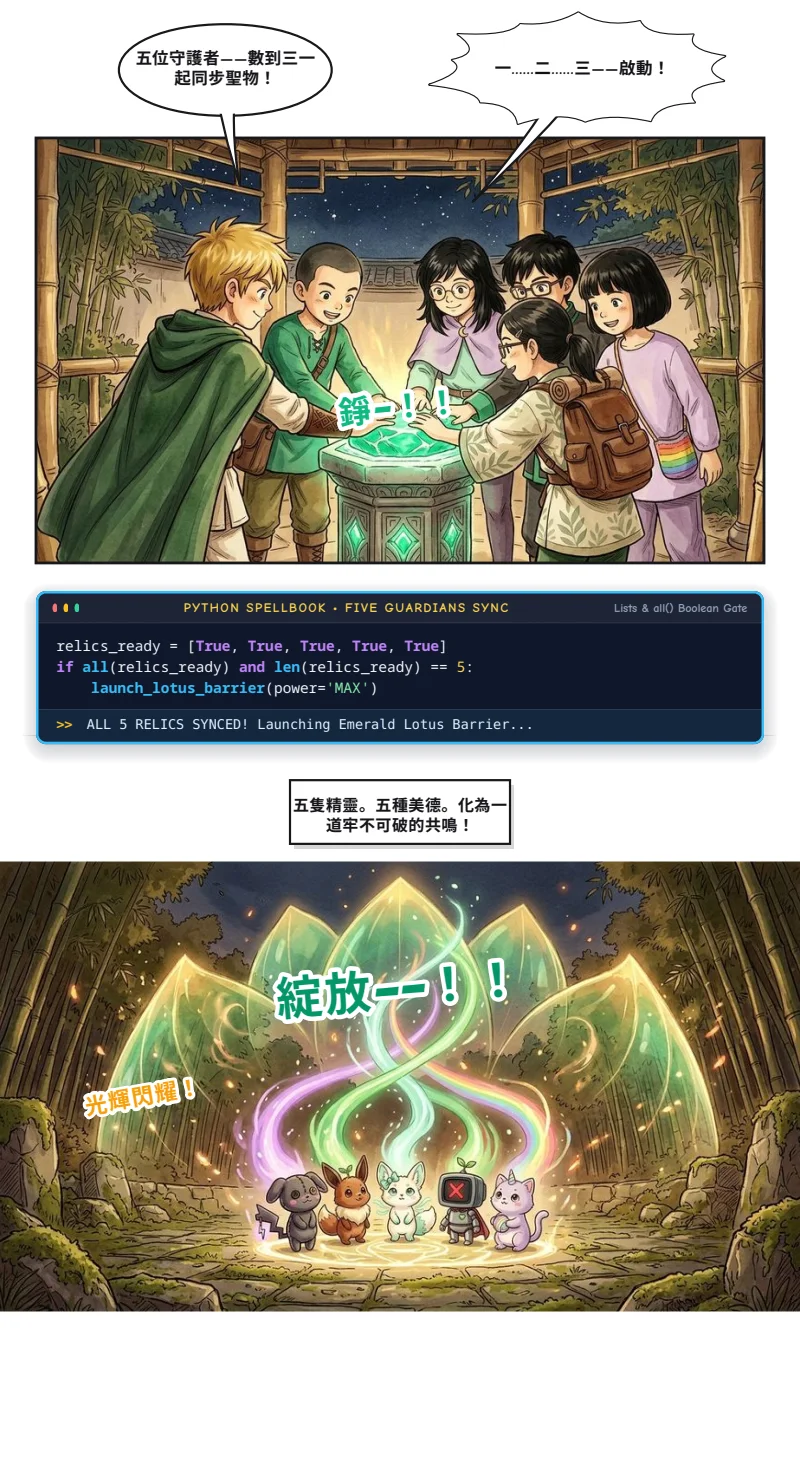 五位守護者——數到三一
起同步聖物！
一……二……三——啟動！
錚—！！
PYTHON SPELLBOOK • FIVE GUARDIANS SYNC
Lists & all() Boolean Gate
relics_ready = [True, True, True, True, True]
if all(relics_ready) and len(relics_ready) == 5:
    launch_lotus_barrier(power='MAX')
>> ALL 5 RELICS SYNCED! Launching Emerald Lotus Barrier...
五隻精靈。五種美德。化為一
道牢不可破的共鳴！
綻放——！！
光輝閃耀！